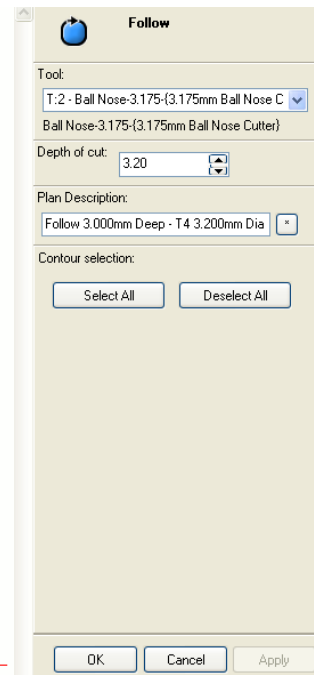 Follow
Tool:
T:2 - Ball Nose-3.175-{3.175mm Ball Nose C
Ball Nose-3.175-{3.175mm Ball Nose Cutter}
Depth of cut:
3.20
Plan Description:
Follow 3.000mm Deep - T4 3.200mm Dia
*
Contour selection:
Select All Deselect All
OK Cancel Apply